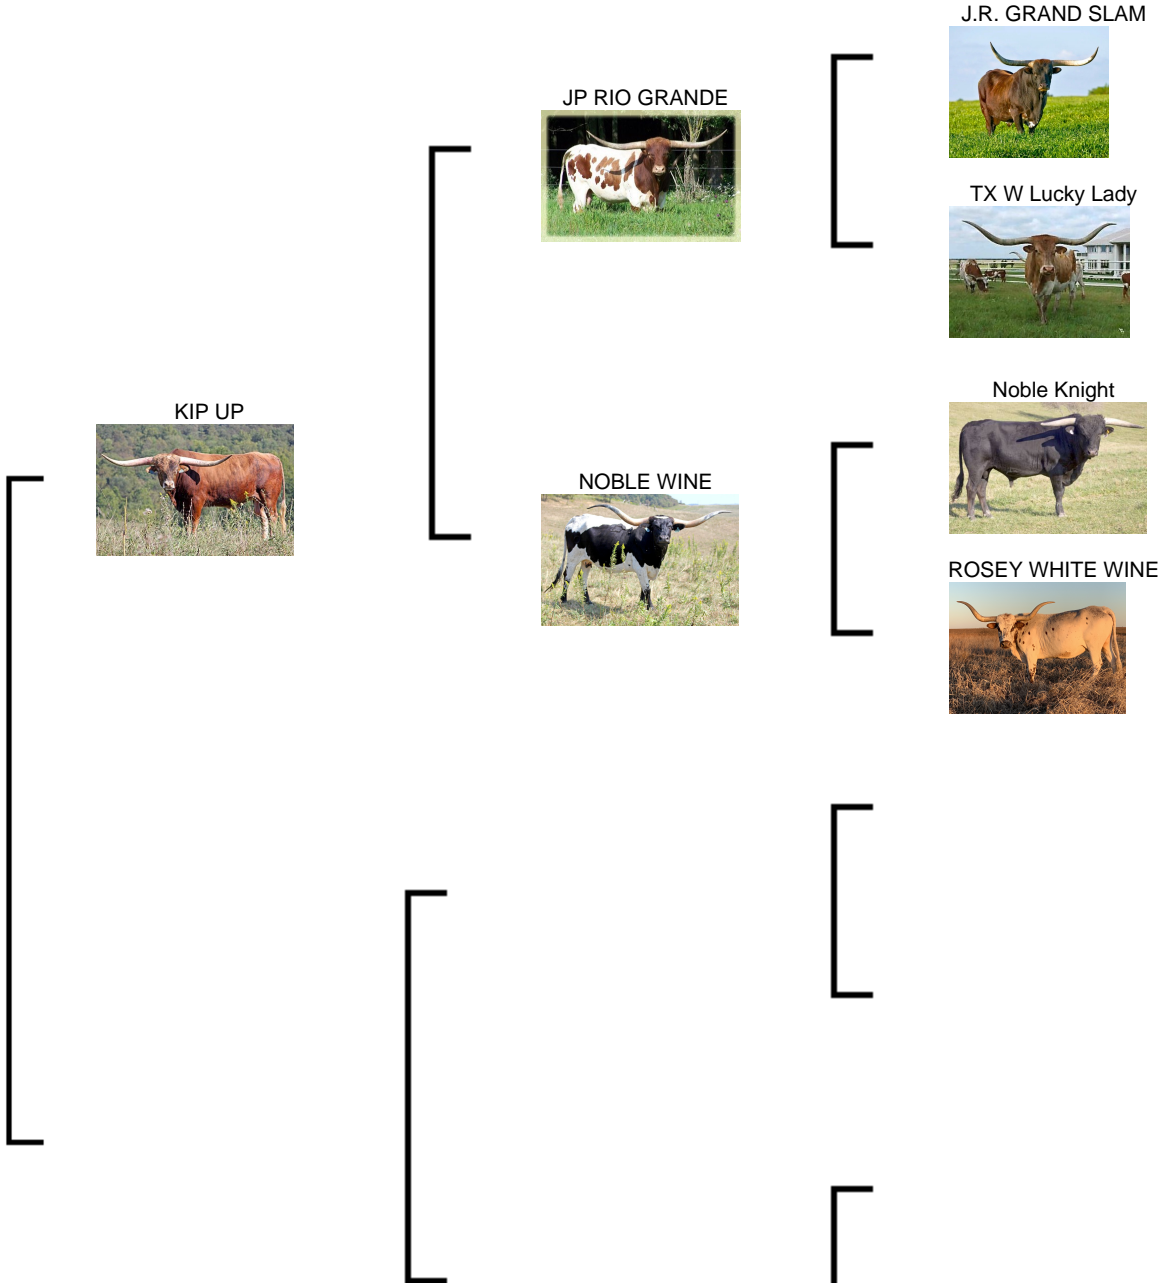 J.R. GRAND SLAM
JP RIO GRANDE
TX W Lucky Lady
Noble Knight
KIP UP
NOBLE WINE
ROSEY WHITE WINE